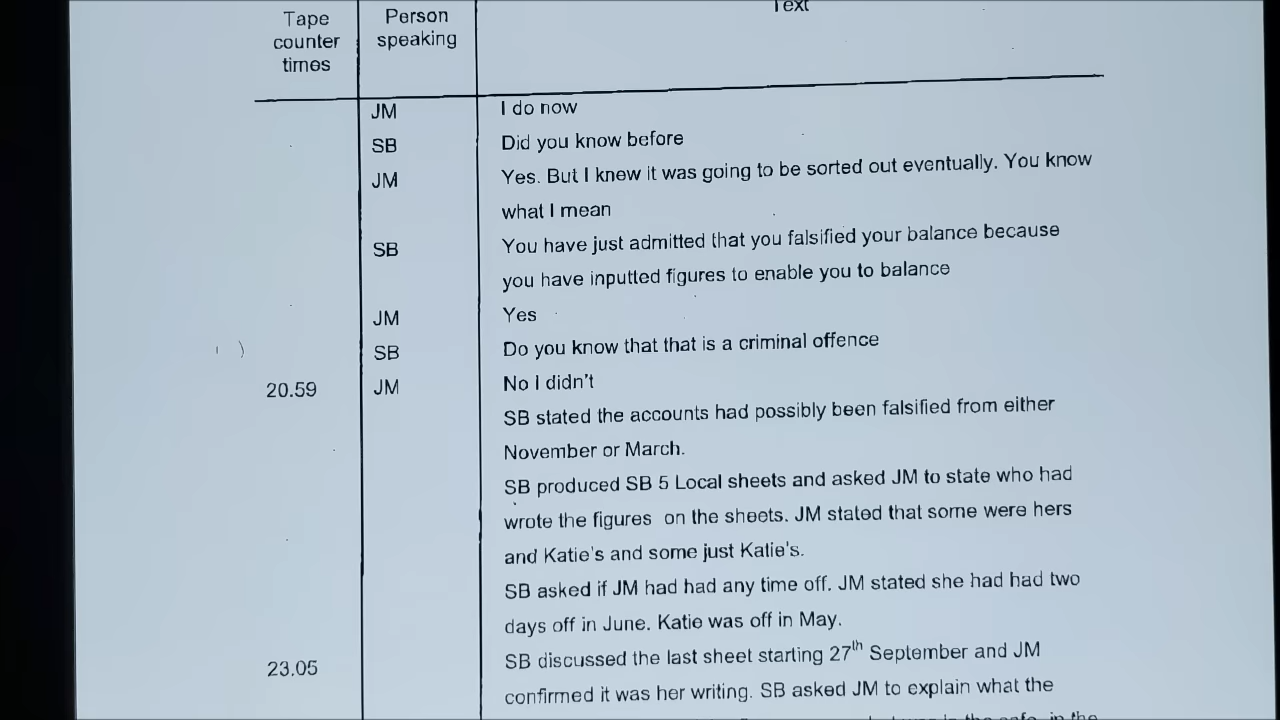 Tape Person Text
counter speaking
times
JM I do now
SB Did you know before
JM Yes. But I knew it was going to be sorted out eventually. You know
what I mean
SB You have just admitted that you falsified your balance because
you have inputted figures to enable you to balance
JM Yes
SB Do you know that that is a criminal offence
20.59 JM No I didn't
SB stated the accounts had possibly been falsified from either
November or March.
SB produced SB 5 Local sheets and asked JM to state who had
wrote the figures on the sheets. JM stated that some were hers
and Katie's and some just Katie's.
SB asked if JM had had any time off. JM stated she had had two
days off in June. Katie was off in May.
23.05 SB discussed the last sheet starting 27th September and JM
confirmed it was her writing. SB asked JM to explain what the
in the safe, in the